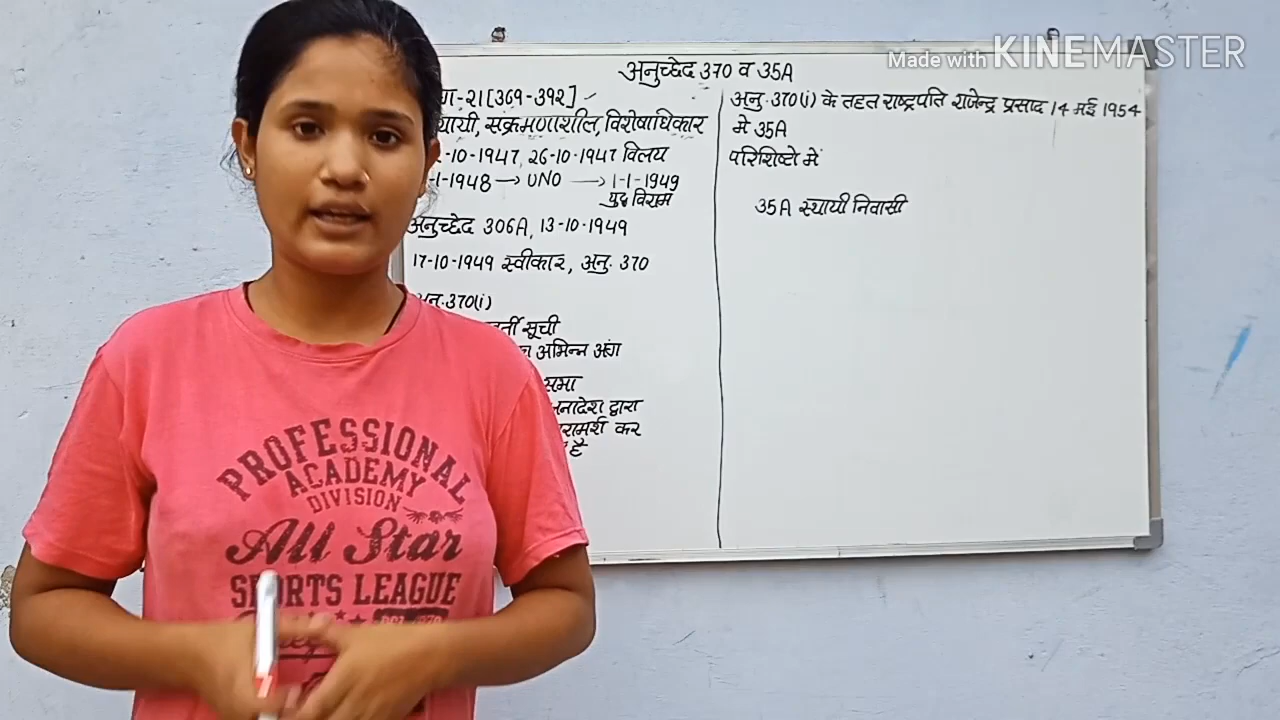 Made with KINEMASTER
अनुच्छेद 370 व 35A
-21 [369-392]
संक्रमणाशील, विशेषाधिकार
-10-1947, 26-10-1947 विलय
-1-1948 → UNO → 1-1-1949
युद्ध विराम
अनुच्छेद 306A, 13-10-1949
17-10-1949 स्वीकार, अनु. 370
अनु.370(i)
सूची
अभिन्न अंग
सभा
द्वारा
कर
है
अनु.370(i) के तहत राष्ट्रपति राजेन्द्र प्रसाद 14 मई 1954
मे 35A
परिशिष्टो में
35A स्थायी निवासी
PROFESSIONAL
ACADEMY
DIVISION
All Star
SPORTS LEAGUE